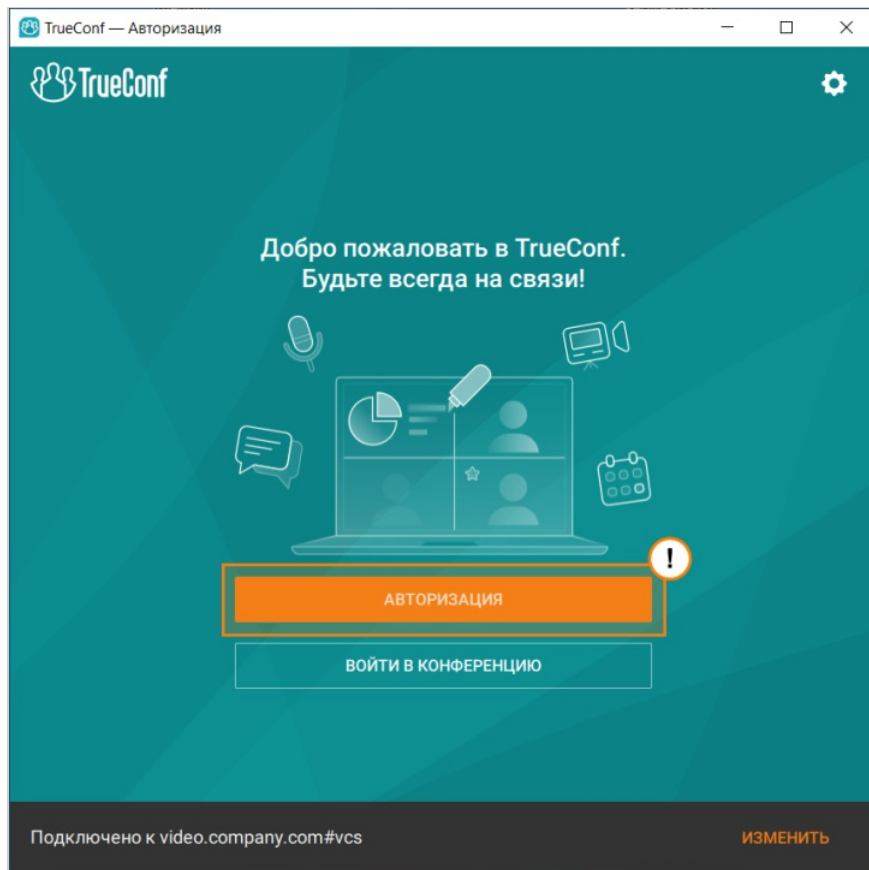 TrueConf — Авторизация
TrueConf
Добро пожаловать в TrueConf.
Будьте всегда на связи!
!
АВТОРИЗАЦИЯ
ВОЙТИ В КОНФЕРЕНЦИЮ
Подключено к video.company.com#vcs
ИЗМЕНИТЬ